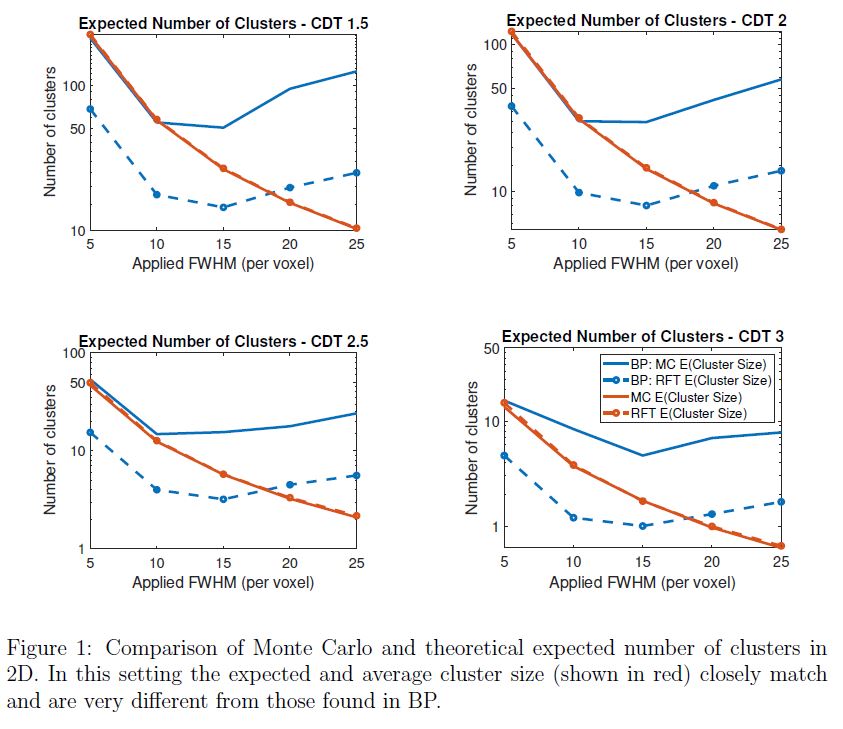 Expected Number of Clusters - CDT 1.5
Number of clusters
100
50
10
5
10
15
20
25
Applied FWHM (per voxel)
Expected Number of Clusters - CDT 2
Number of clusters
100
50
10
5
10
15
20
25
Applied FWHM (per voxel)
Expected Number of Clusters - CDT 2.5
Number of clusters
100
50
10
1
5
10
15
20
25
Applied FWHM (per voxel)
Expected Number of Clusters - CDT 3
Number of clusters
50
10
1
BP: MC E(Cluster Size)
BP: RFT E(Cluster Size)
MC E(Cluster Size)
RFT E(Cluster Size)
5
10
15
20
25
Applied FWHM (per voxel)
Figure 1: Comparison of Monte Carlo and theoretical expected number of clusters in
2D. In this setting the expected and average cluster size (shown in red) closely match
and are very different from those found in BP.